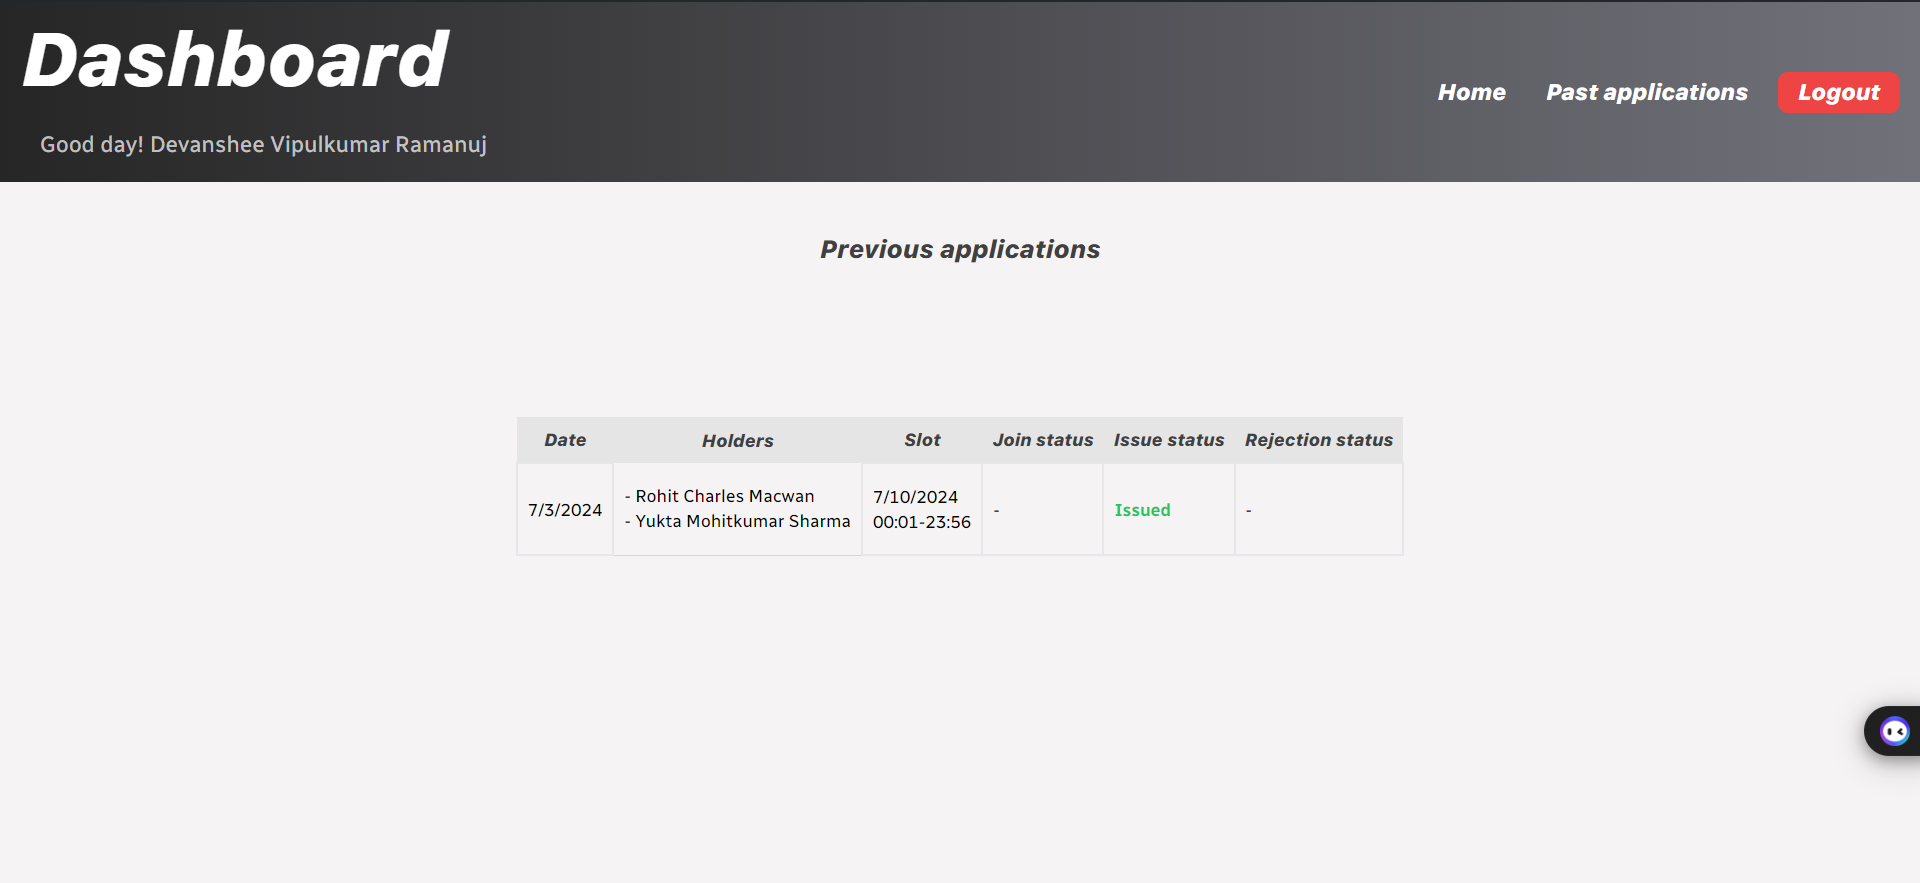 Dashboard
Good day! Devanshee Vipulkumar Ramanuj
Home Past applications Logout
Previous applications
Date Holders Slot Join status Issue status Rejection status
7/3/2024
- Rohit Charles Macwan
- Yukta Mohitkumar Sharma
7/10/2024
00:01-23:56
-
Issued
-